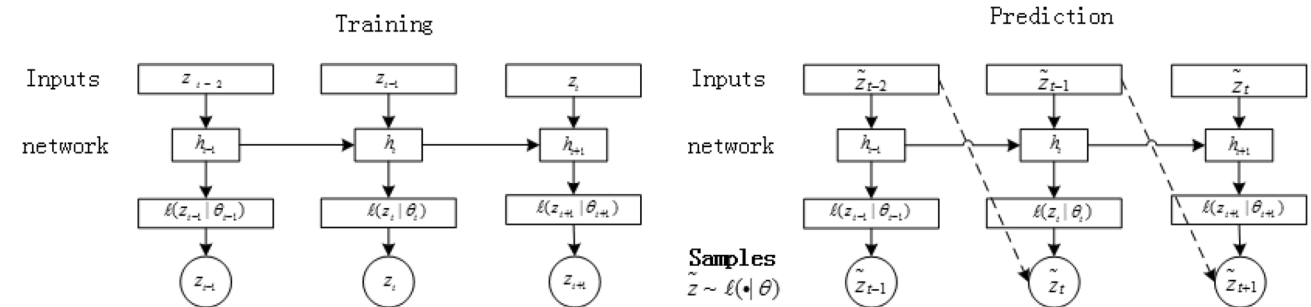 Training
Inputs
z_{t-2} z_{t-1} z_t
network
h_{t-1} h_t h_{t+1}
ℓ(z_{t-1} | θ_{t-1}) ℓ(z_t | θ_t) ℓ(z_{t+1} | θ_{t+1})
z_{t-1} z_t z_{t+1}
Prediction
Inputs
z̃_{t-2} z̃_{t-1} z̃_t
network
h_{t-1} h_t h_{t+1}
ℓ(z_{t-1} | θ_{t-1}) ℓ(z_t | θ_t) ℓ(z_{t+1} | θ_{t+1})
Samples
z̃ ~ ℓ(•| θ)
z̃_{t-1} z̃_t z̃_{t+1}